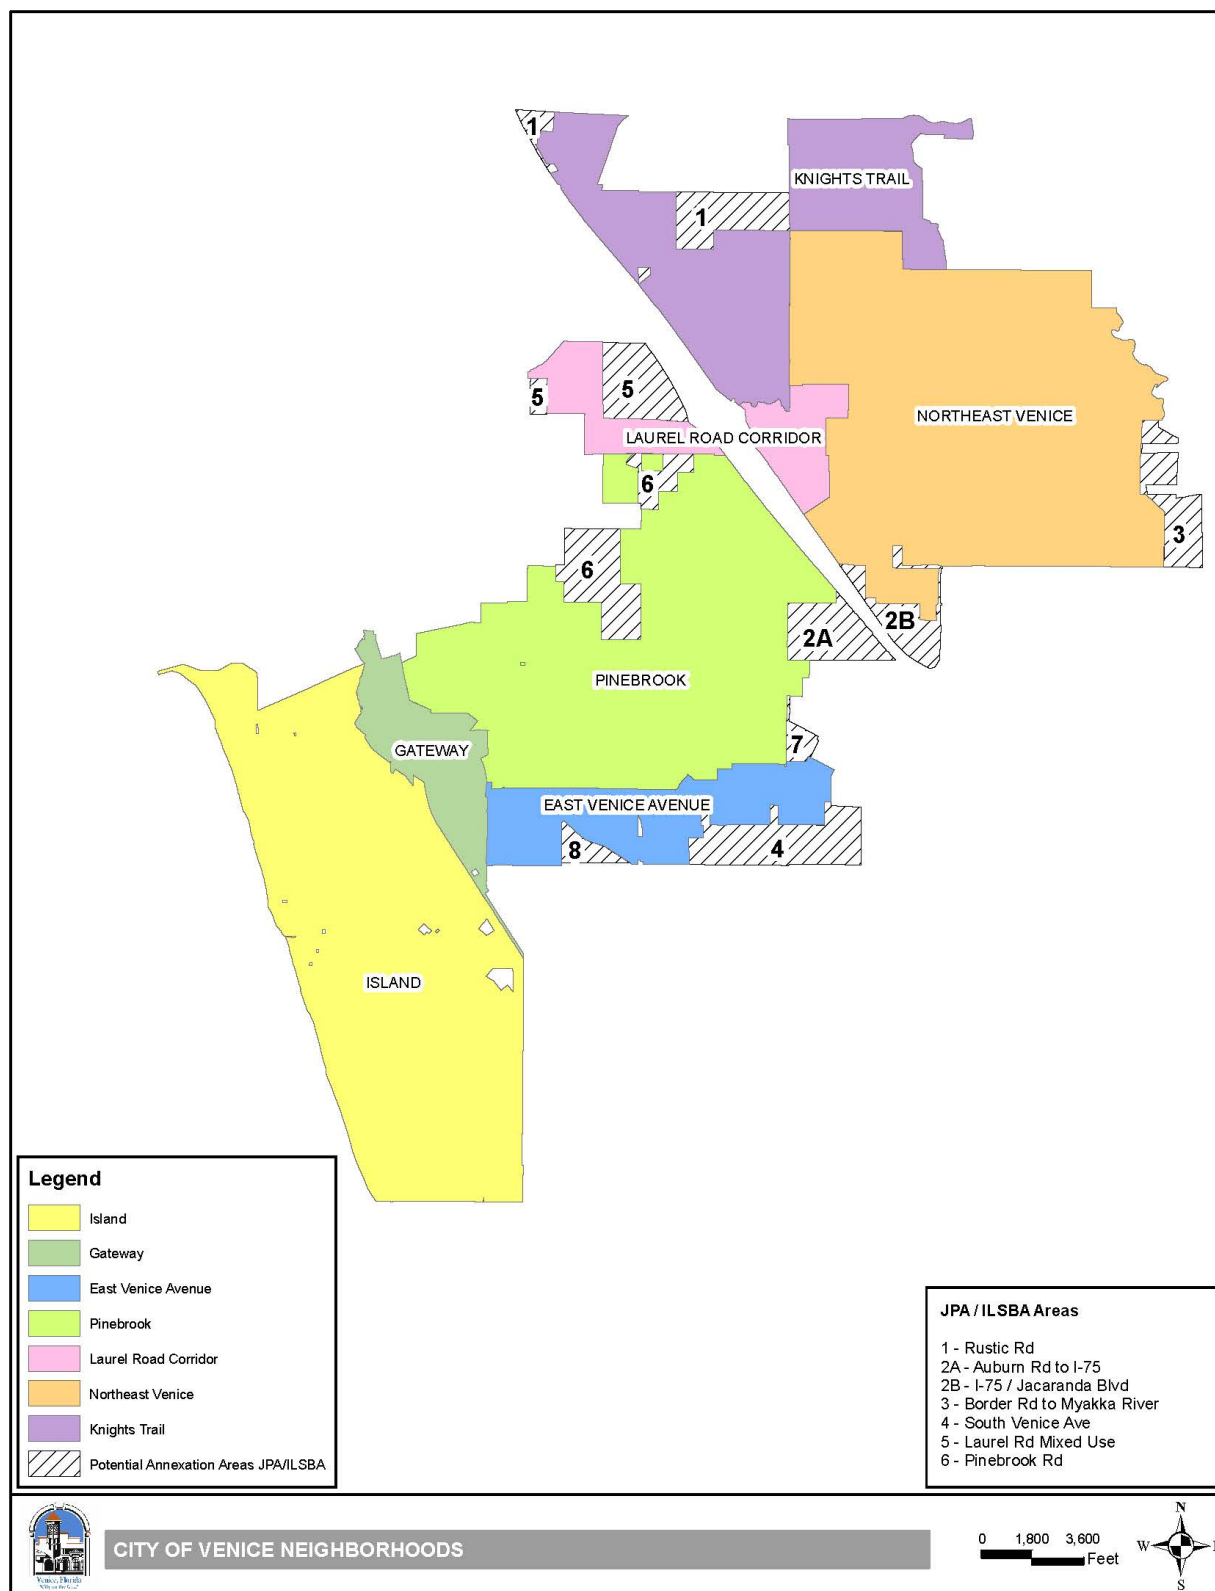 1
KNIGHTS TRAIL
1
5
5
NORTHEAST VENICE
LAUREL ROAD CORRIDOR
6
3
6
2B
2A
PINEBROOK
7
GATEWAY
EAST VENICE AVENUE
8
4
ISLAND
Legend
Island
Gateway
East Venice Avenue
Pinebrook
Laurel Road Corridor
Northeast Venice
Knights Trail
Potential Annexation Areas JPA/ILSBA
JPA / ILSBA Areas
1 - Rustic Rd
2A - Auburn Rd to I-75
2B - I-75 / Jacaranda Blvd
3 - Border Rd to Myakka River
4 - South Venice Ave
5 - Laurel Rd Mixed Use
6 - Pinebrook Rd
Venice, Florida
CITY OF VENICE NEIGHBORHOODS
0 1,800 3,600
Feet
N
W
S